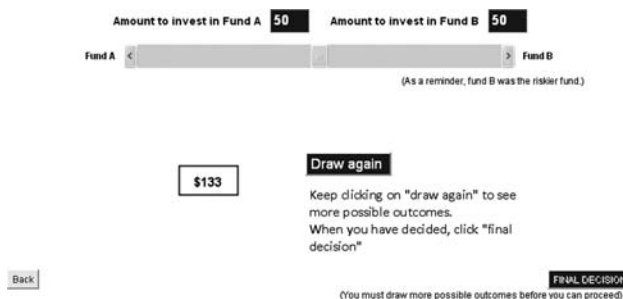 Amount to invest in Fund A 50 Amount to invest in Fund B 50
Fund A < > Fund B
(As a reminder, fund B was the riskier fund.)
Draw again
$133
Keep clicking on "draw again" to see
more possible outcomes.
When you have decided, click "final
decision"
Back
FINAL DECISION
(You must draw more possible outcomes before you can proceed)